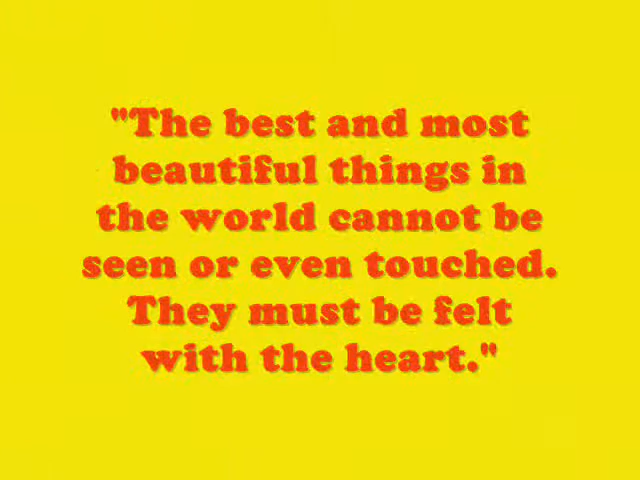 "The best and most
beautiful things in
the world cannot be
seen or even touched.
They must be felt
with the heart."